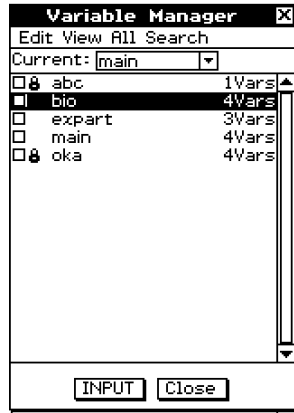 Variable Manager
Edit View All Search
Current: main
abc 1Vars
bio 4Vars
expart 3Vars
main 4Vars
oka 4Vars
INPUT Close